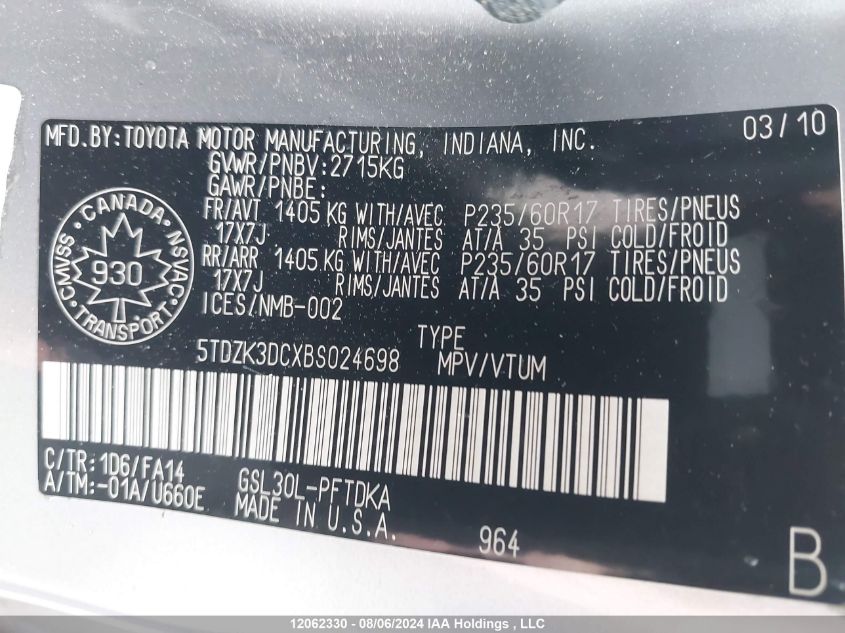 MFD.BY:TOYOTA MOTOR MANUFACTURING, INDIANA, INC. 03/10
GVWR/PNBV:2715KG
GAWR/PNBE:
FR/AVT 1405 KG WITH/AVEC P235/60R17 TIRES/PNEUS
17X7J RIMS/JANTES AT/A 35 PSI COLD/FROID
RR/ARR 1405 KG WITH/AVEC P235/60R17 TIRES/PNEUS
17X7J RIMS/JANTES AT/A 35 PSI COLD/FROID
ICES/NMB-002
CANADA
CMVSS NSVAC
930
TRANSPORT
TYPE
5TDZK3DCXBS024698 MPV/V.TUM
C/TR:1D6/FA14
A/TM:-01A/U660E
GSL30L-PFTDKA
MADE IN U.S.A.
964
B
12062330 - 08/06/2024 IAA Holdings , LLC